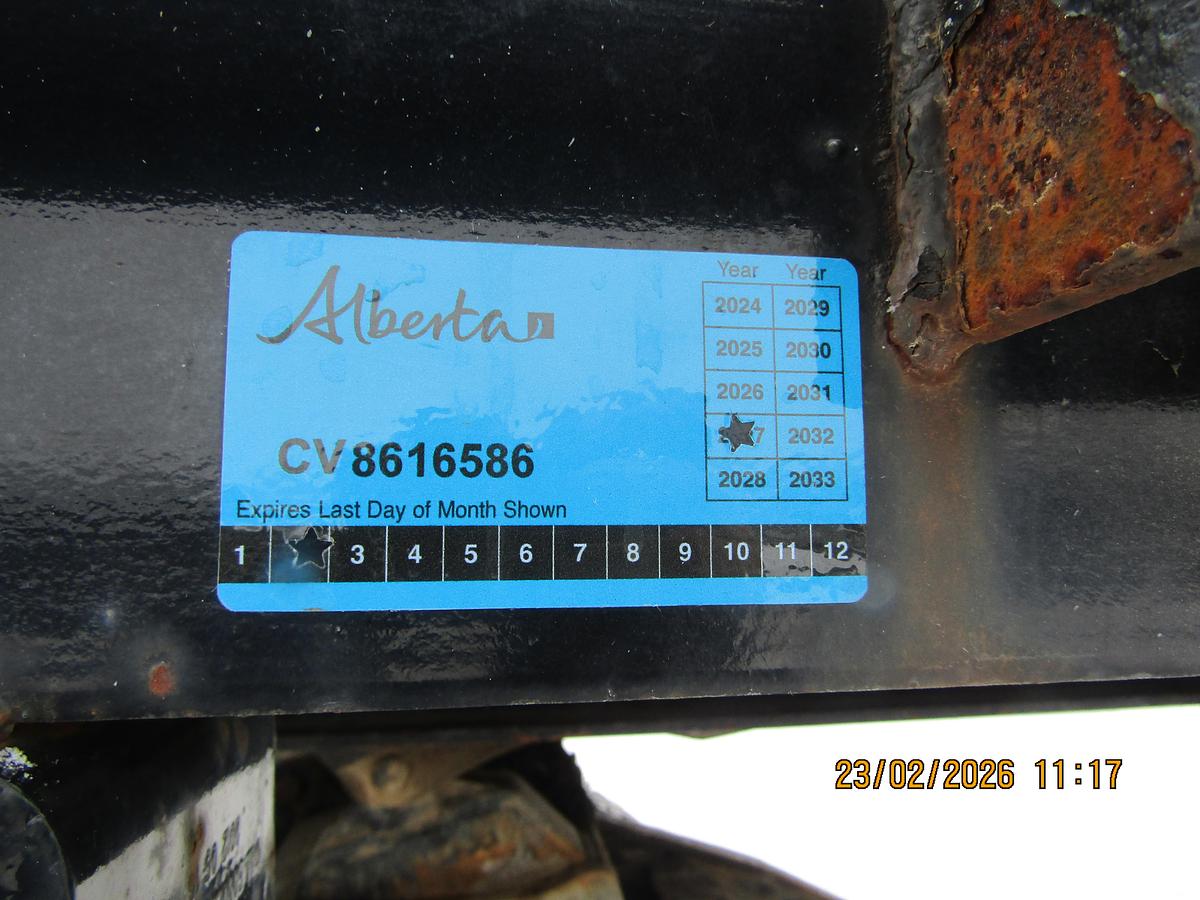 Alberta
Year Year
2024 2029
2025 2030
2026 2031
7 2032
2028 2033
CV8616586
Expires Last Day of Month Shown
1 3 4 5 6 7 8 9 10 11 12
23/02/2026 11:17